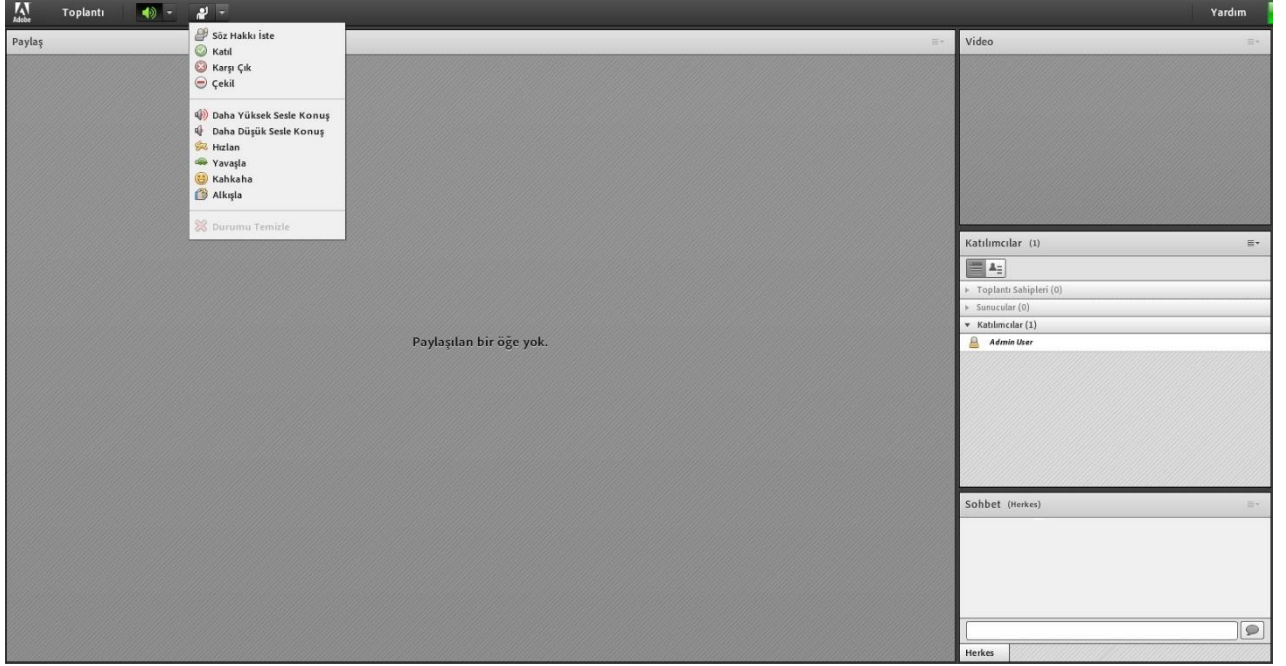 Adobe
Toplantı
Yardım
Paylaş
Söz Hakkı İste
Katıl
Karşı Çık
Çekil
Daha Yüksek Sesle Konuş
Daha Düşük Sesle Konuş
Hızlan
Yavaşla
Kahkaha
Alkışla
Durumu Temizle
Paylaşılan bir öğe yok.
Video
Katılımcılar (1)
Toplantı Sahipleri (0)
Sunucular (0)
Katılımcılar (1)
Admin User
Sohbet (Herkes)
Herkes